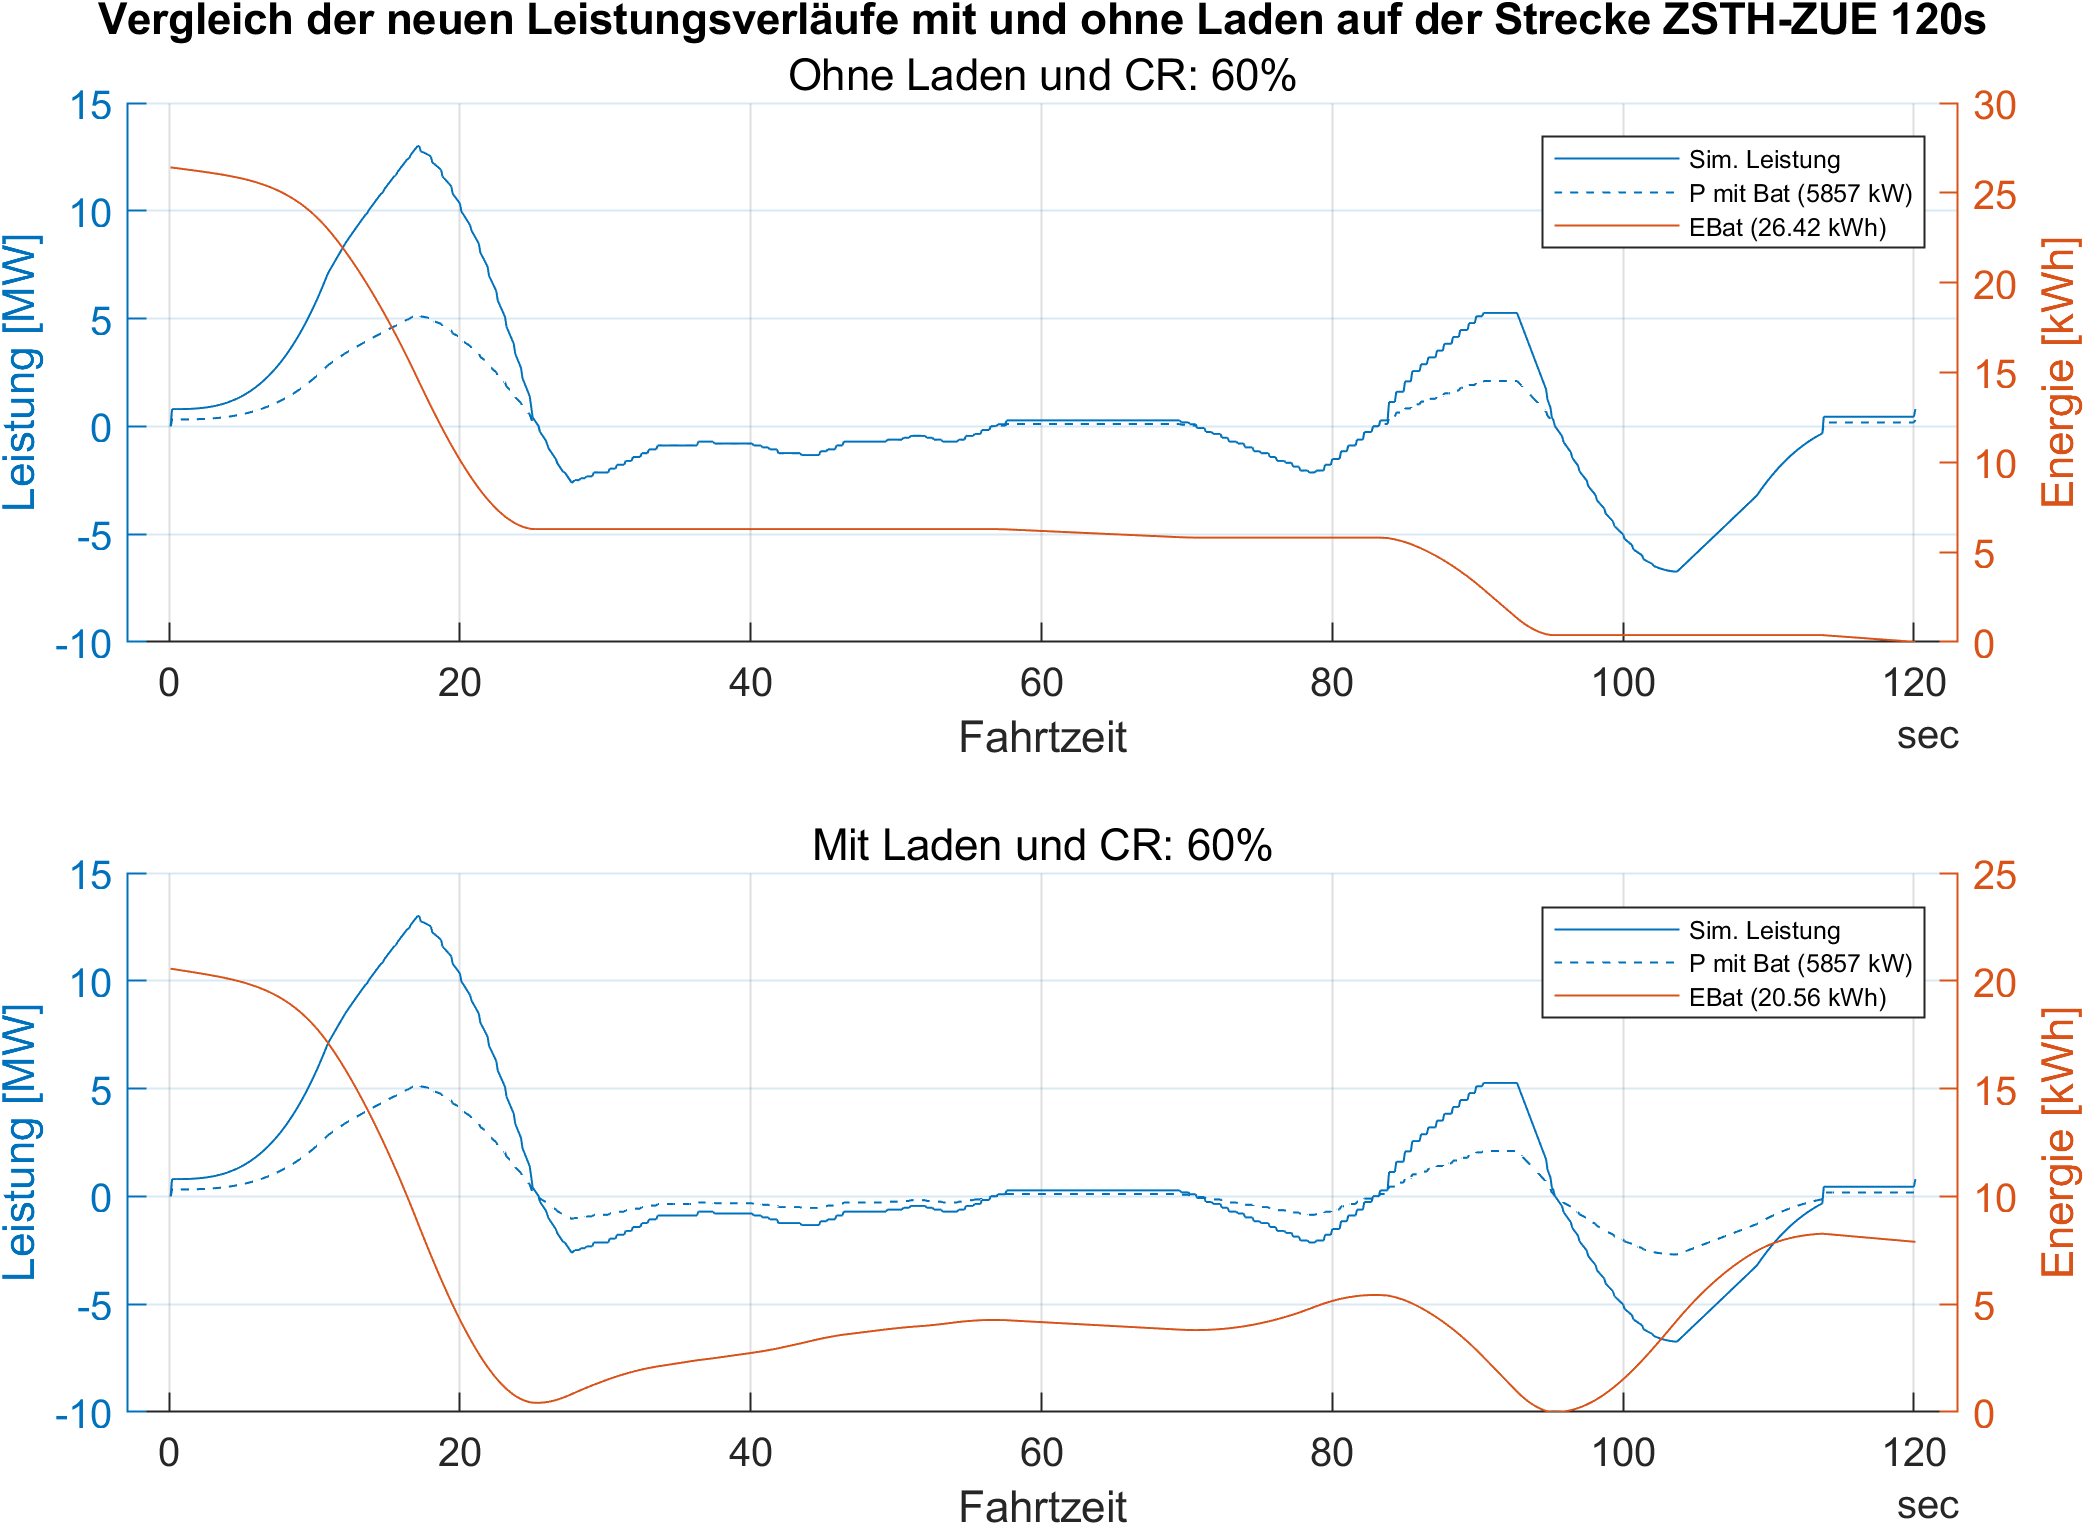 Vergleich der neuen Leistungsverläufe mit und ohne Laden auf der Strecke ZSTH-ZUE 120s
Ohne Laden und CR: 60%
Leistung [MW]
15
10
5
0
-5
-10
Sim. Leistung
P mit Bat (5857 kW)
EBat (26.42 kWh)
30
25
20
15
10
5
0
Energie [kWh]
0 20 40 60 80 100 120
Fahrtzeit
sec
Mit Laden und CR: 60%
Leistung [MW]
15
10
5
0
-5
-10
Sim. Leistung
P mit Bat (5857 kW)
EBat (20.56 kWh)
25
20
15
10
5
0
Energie [kWh]
0 20 40 60 80 100 120
Fahrtzeit
sec